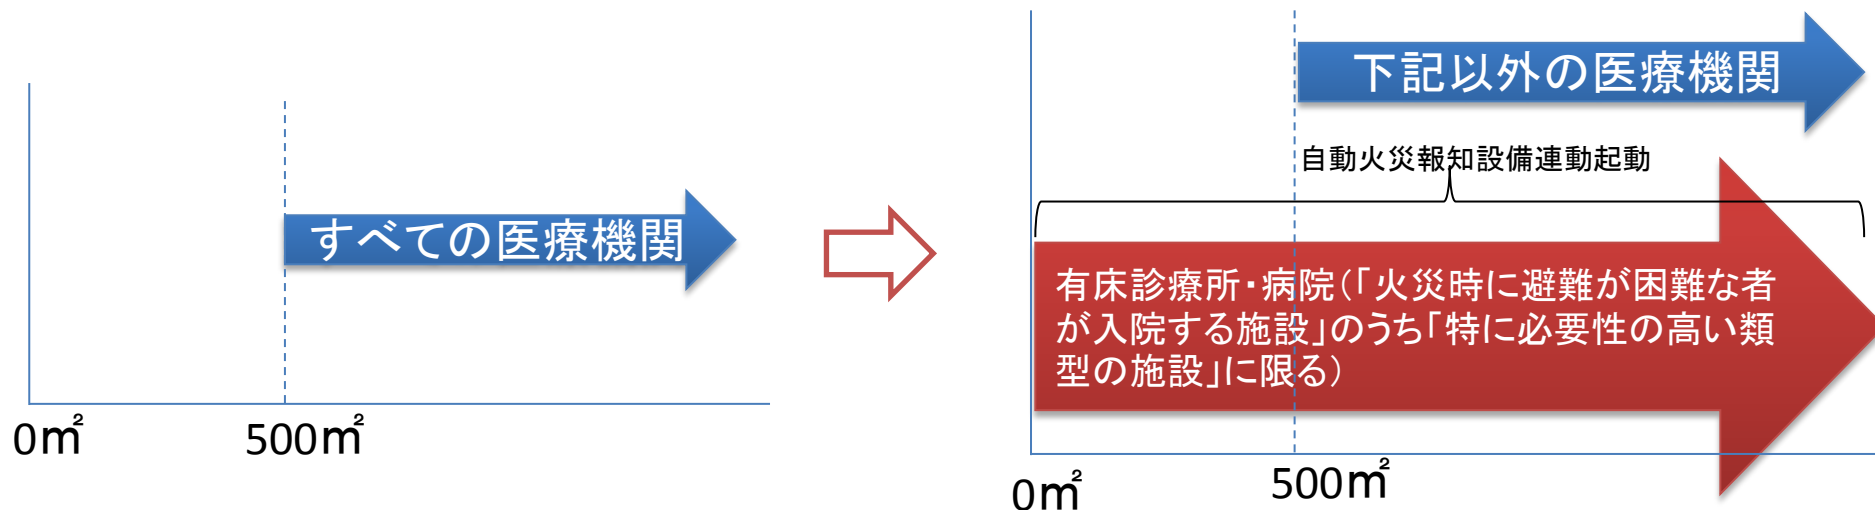 すべての医療機関
0㎡
500㎡
下記以外の医療機関
自動火災報知設備連動起動
有床診療所・病院(「火災時に避難が困難な者
が入院する施設」のうち「特に必要性の高い類
型の施設」に限る)
0㎡
500㎡